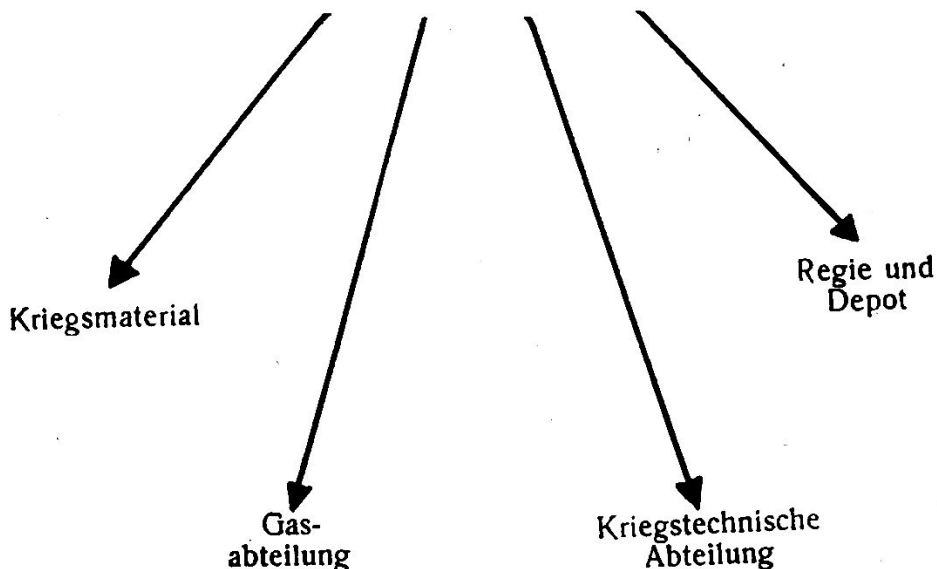 Kriegsmaterial
Regie und
Depot
Gas-
abteilung
Kriegstechnische
Abteilung